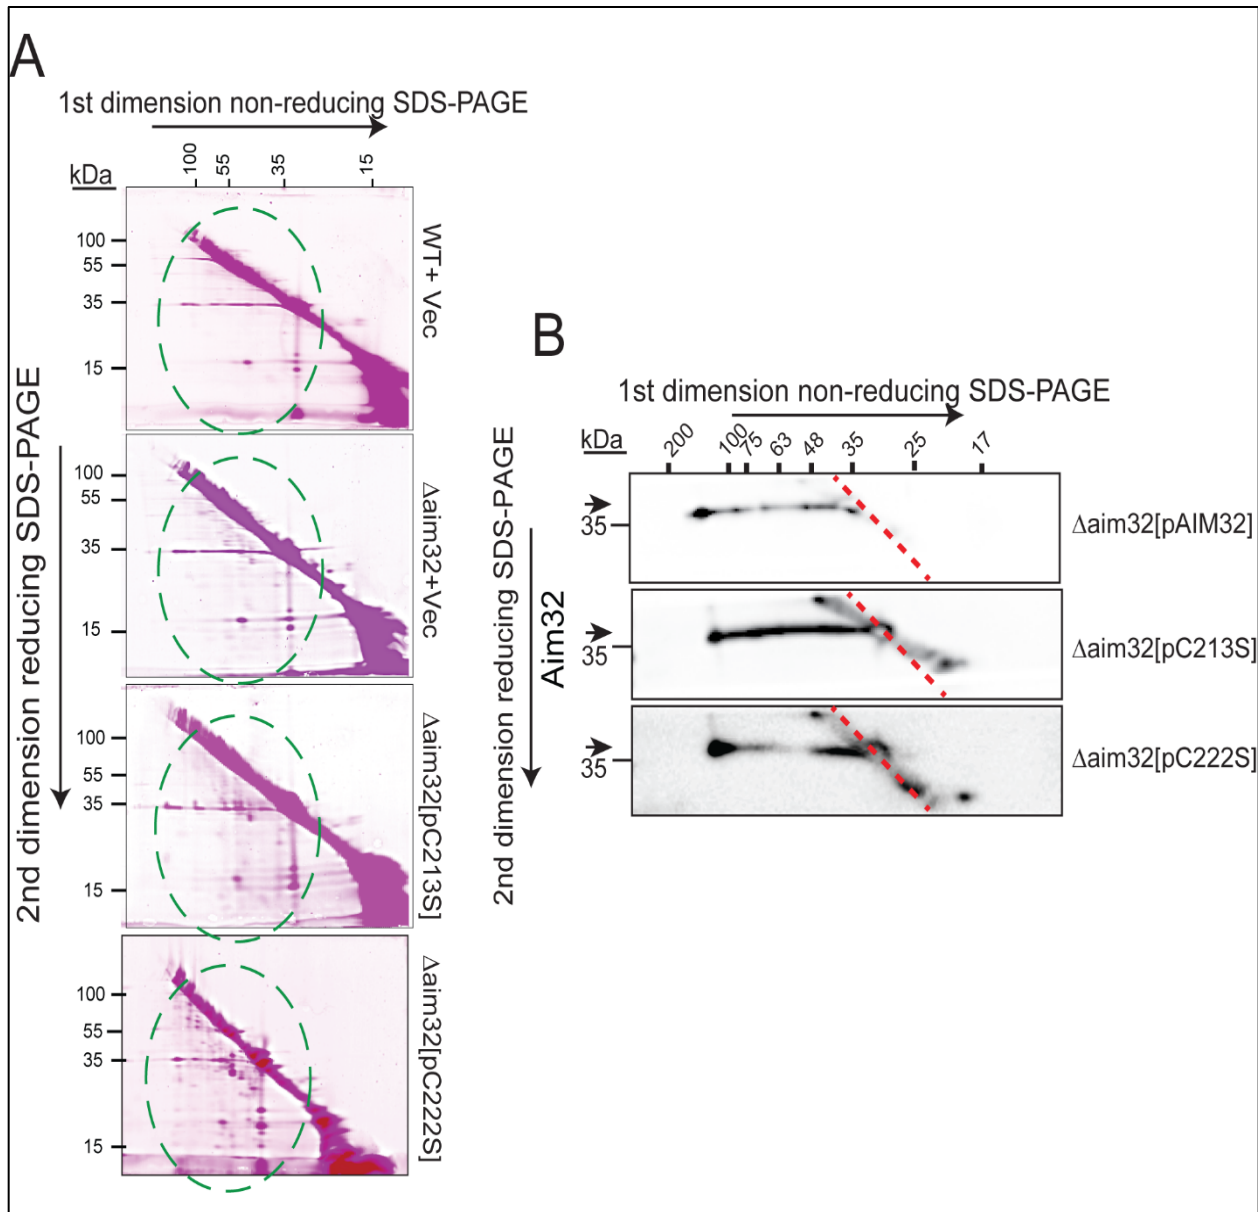 A
1st dimension non-reducing SDS-PAGE
kDa
100
55
35
15
2nd dimension reducing SDS-PAGE
100
55
35
15
WT+ Vec
100
55
35
15
Δaim32+Vec
100
55
35
15
Δaim32[pC213S]
100
55
35
15
Δaim32[pC222S]
B
1st dimension non-reducing SDS-PAGE
kDa
200
100
75
63
48
35
25
17
2nd dimension reducing SDS-PAGE
Aim32
35
Δaim32[pAIM32]
35
Δaim32[pC213S]
35
Δaim32[pC222S]